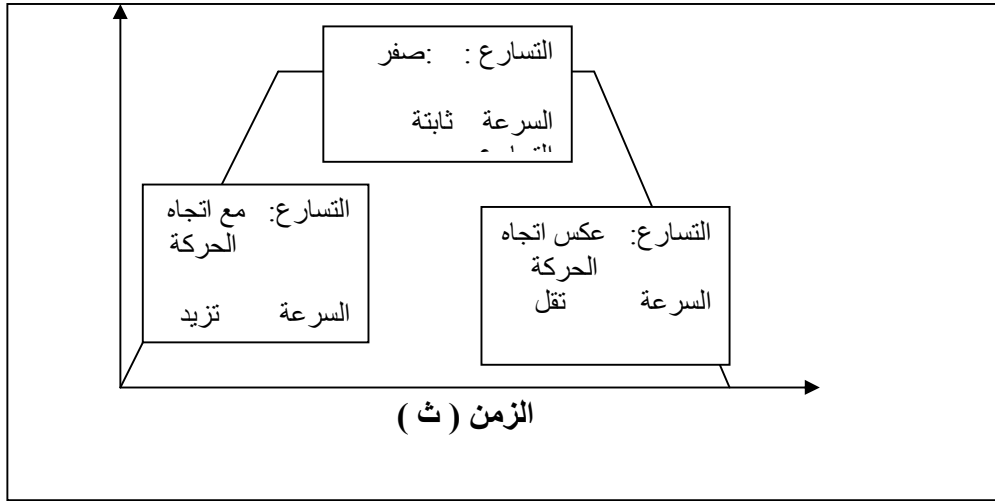 التسارع : :صفر
السرعة ثابتة
التسارع: مع اتجاه
الحركة
السرعة تزيد
التسارع: عكس اتجاه
الحركة
السرعة تقل
الزمن ( ث )